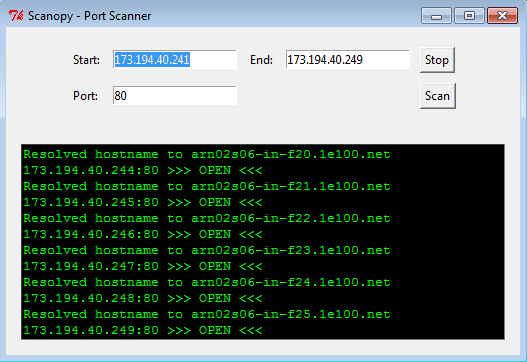 Scanopy - Port Scanner
Start: 173.194.40.241 End: 173.194.40.249 Stop
Port: 80 Scan
Resolved hostname to arn02s06-in-f20.1e100.net
173.194.40.244:80 >>> OPEN <<<
Resolved hostname to arn02s06-in-f21.1e100.net
173.194.40.245:80 >>> OPEN <<<
Resolved hostname to arn02s06-in-f22.1e100.net
173.194.40.246:80 >>> OPEN <<<
Resolved hostname to arn02s06-in-f23.1e100.net
173.194.40.247:80 >>> OPEN <<<
Resolved hostname to arn02s06-in-f24.1e100.net
173.194.40.248:80 >>> OPEN <<<
Resolved hostname to arn02s06-in-f25.1e100.net
173.194.40.249:80 >>> OPEN <<<